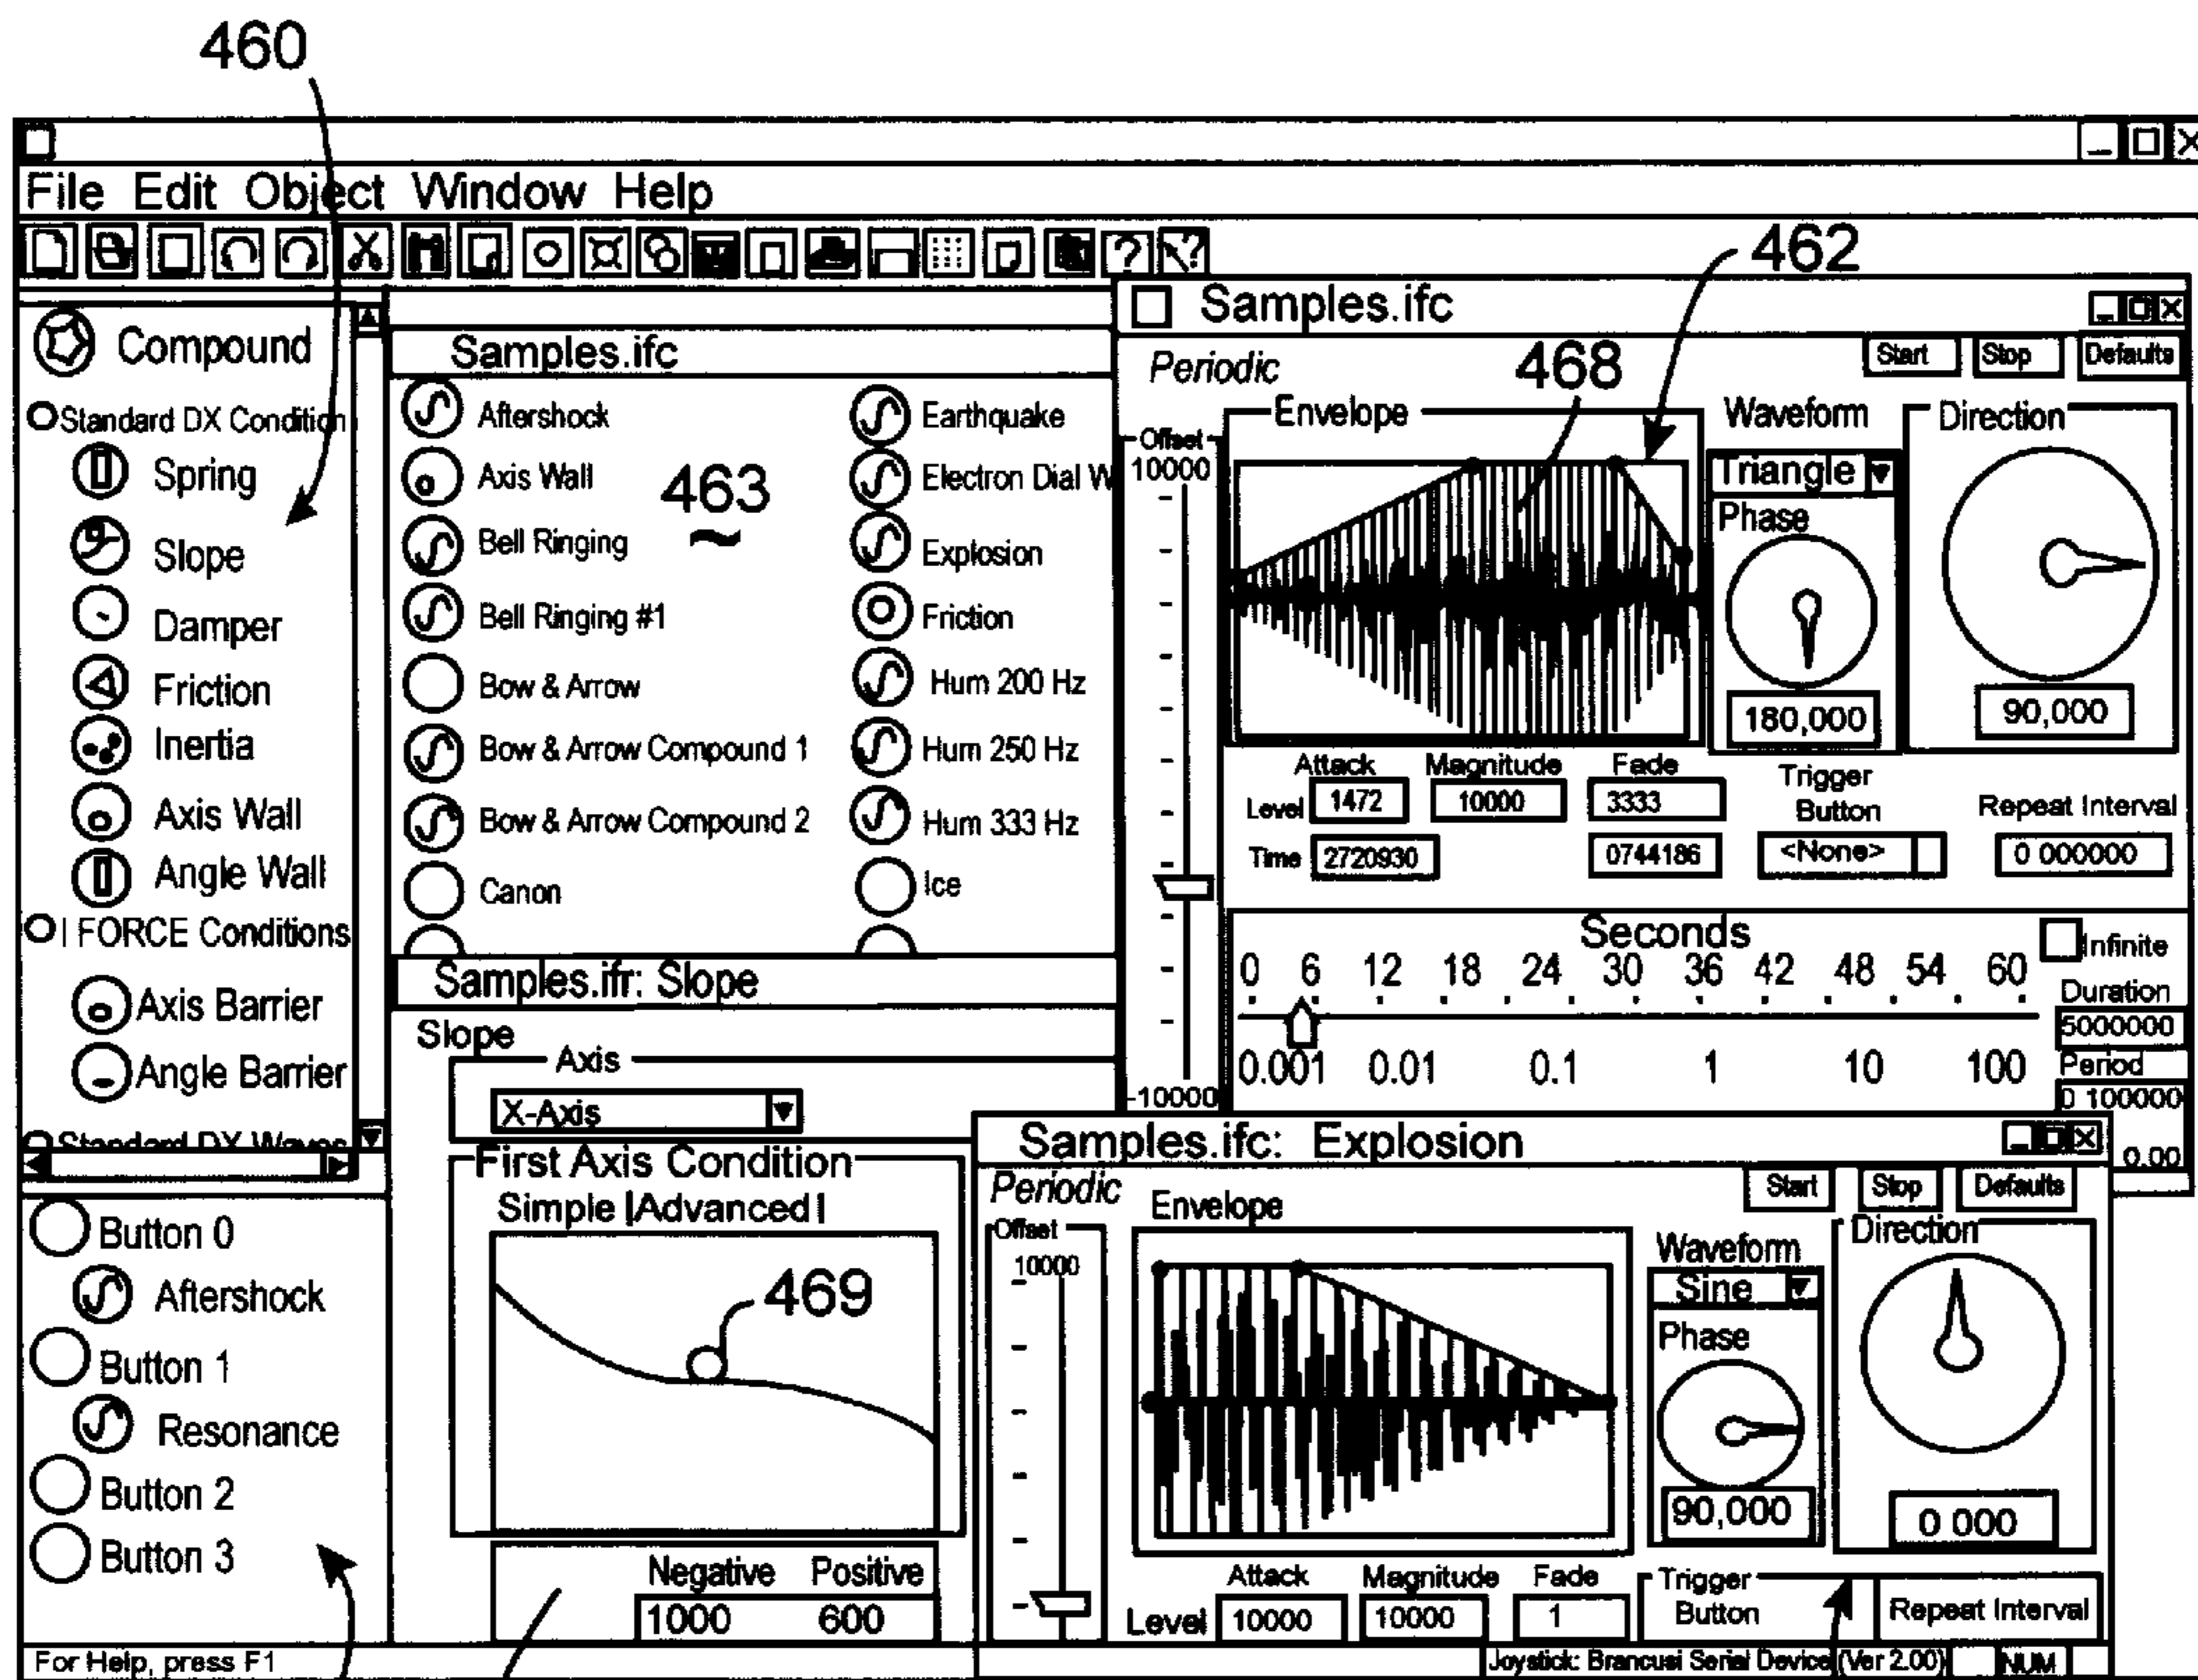 460
File Edit Object Window Help
462
Compound
Standard DX Condition
Spring
Slope
Damper
Friction
Inertia
Axis Wall
Angle Wall
I FORCE Conditions
Axis Barrier
Angle Barrier
Standard DX Waves
Button 0
Aftershock
Button 1
Resonance
Button 2
Button 3
Samples.ifc
Aftershock
Axis Wall
Bell Ringing
Bell Ringing #1
Bow & Arrow
Bow & Arrow Compound 1
Bow & Arrow Compound 2
Canon
463
Earthquake
Electron Dial W
Explosion
Friction
Hum 200 Hz
Hum 250 Hz
Hum 333 Hz
Ice
Samples.ifr: Slope
Slope
Axis
X-Axis
First Axis Condition
Simple |Advanced|
469
Negative Positive
1000 600
Samples.ifc
Periodic
468
Start Stop Defaults
Envelope
Waveform
Direction
Offset
10000
-10000
Triangle
Phase
180,000
90,000
Attack Magnitude Fade
Level 1472 10000 3333
Time 2720930 0744186
Trigger
Button
<None>
Repeat Interval
0 000000
Seconds
0 6 12 18 24 30 36 42 48 54 60
Infinite
Duration
5000000
0.001 0.01 0.1 1 10 100
Period
0 100000
0.00
Samples.ifc: Explosion
Periodic
Start Stop Defaults
Envelope
Offset
10000
Waveform
Sine
Phase
90,000
Direction
0 000
Attack Magnitude Fade
Level 10000 10000 1
Trigger
Button
Repeat Interval
For Help, press F1
Joystick: Brancusi Serial Device (Ver 2.00)
NUM